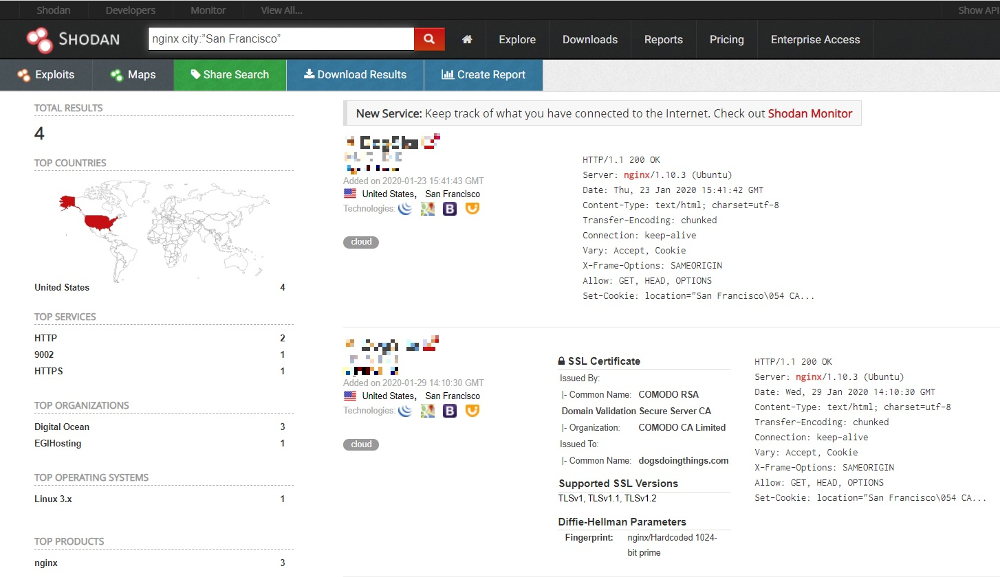 Shodan Developers Monitor View All... Show API
SHODAN nginx city:”San Francisco” Explore Downloads Reports Pricing Enterprise Access
Exploits Maps Share Search Download Results Create Report
TOTAL RESULTS
4
TOP COUNTRIES
United States 4
TOP SERVICES
HTTP 2
9002 1
HTTPS 1
TOP ORGANIZATIONS
Digital Ocean 3
EGIHosting 1
TOP OPERATING SYSTEMS
Linux 3.x 1
TOP PRODUCTS
nginx 3
New Service: Keep track of what you have connected to the Internet. Check out Shodan Monitor
Added on 2020-01-23 15:41:43 GMT
United States, San Francisco
Technologies:
cloud
HTTP/1.1 200 OK
Server: nginx/1.10.3 (Ubuntu)
Date: Thu, 23 Jan 2020 15:41:42 GMT
Content-Type: text/html; charset=utf-8
Transfer-Encoding: chunked
Connection: keep-alive
Vary: Accept, Cookie
X-Frame-Options: SAMEORIGIN
Allow: GET, HEAD, OPTIONS
Set-Cookie: location="San Francisco\054 CA...
Added on 2020-01-29 14:10:30 GMT
United States, San Francisco
Technologies:
cloud
SSL Certificate
Issued By:
|- Common Name: COMODO RSA
Domain Validation Secure Server CA
|- Organization: COMODO CA Limited
Issued To:
|- Common Name: dogsdoingthings.com
Supported SSL Versions
TLSv1, TLSv1.1, TLSv1.2
Diffie-Hellman Parameters
Fingerprint: nginx/Hardcoded 1024-
bit prime
HTTP/1.1 200 OK
Server: nginx/1.10.3 (Ubuntu)
Date: Wed, 29 Jan 2020 14:10:30 GMT
Content-Type: text/html; charset=utf-8
Transfer-Encoding: chunked
Connection: keep-alive
Vary: Accept, Cookie
X-Frame-Options: SAMEORIGIN
Allow: GET, HEAD, OPTIONS
Set-Cookie: location="San Francisco\054 CA...